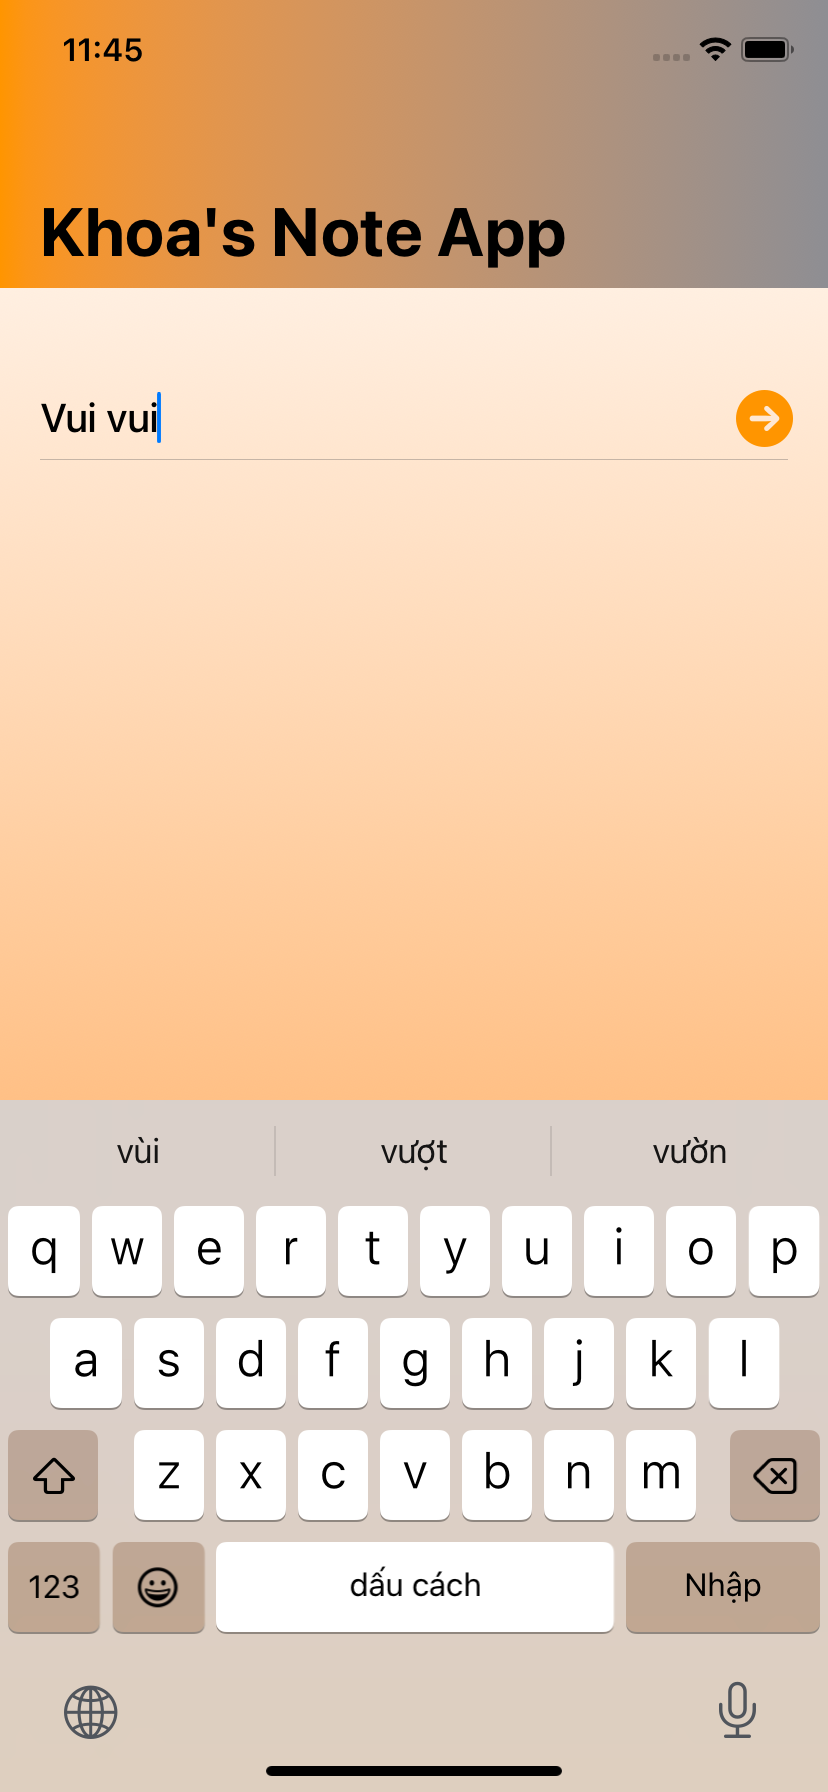 11:45
Khoa's Note App
Vui vui
vùi vượt vườn
q w e r t y u i o p
a s d f g h j k l
z x c v b n m
123 dấu cách Nhập